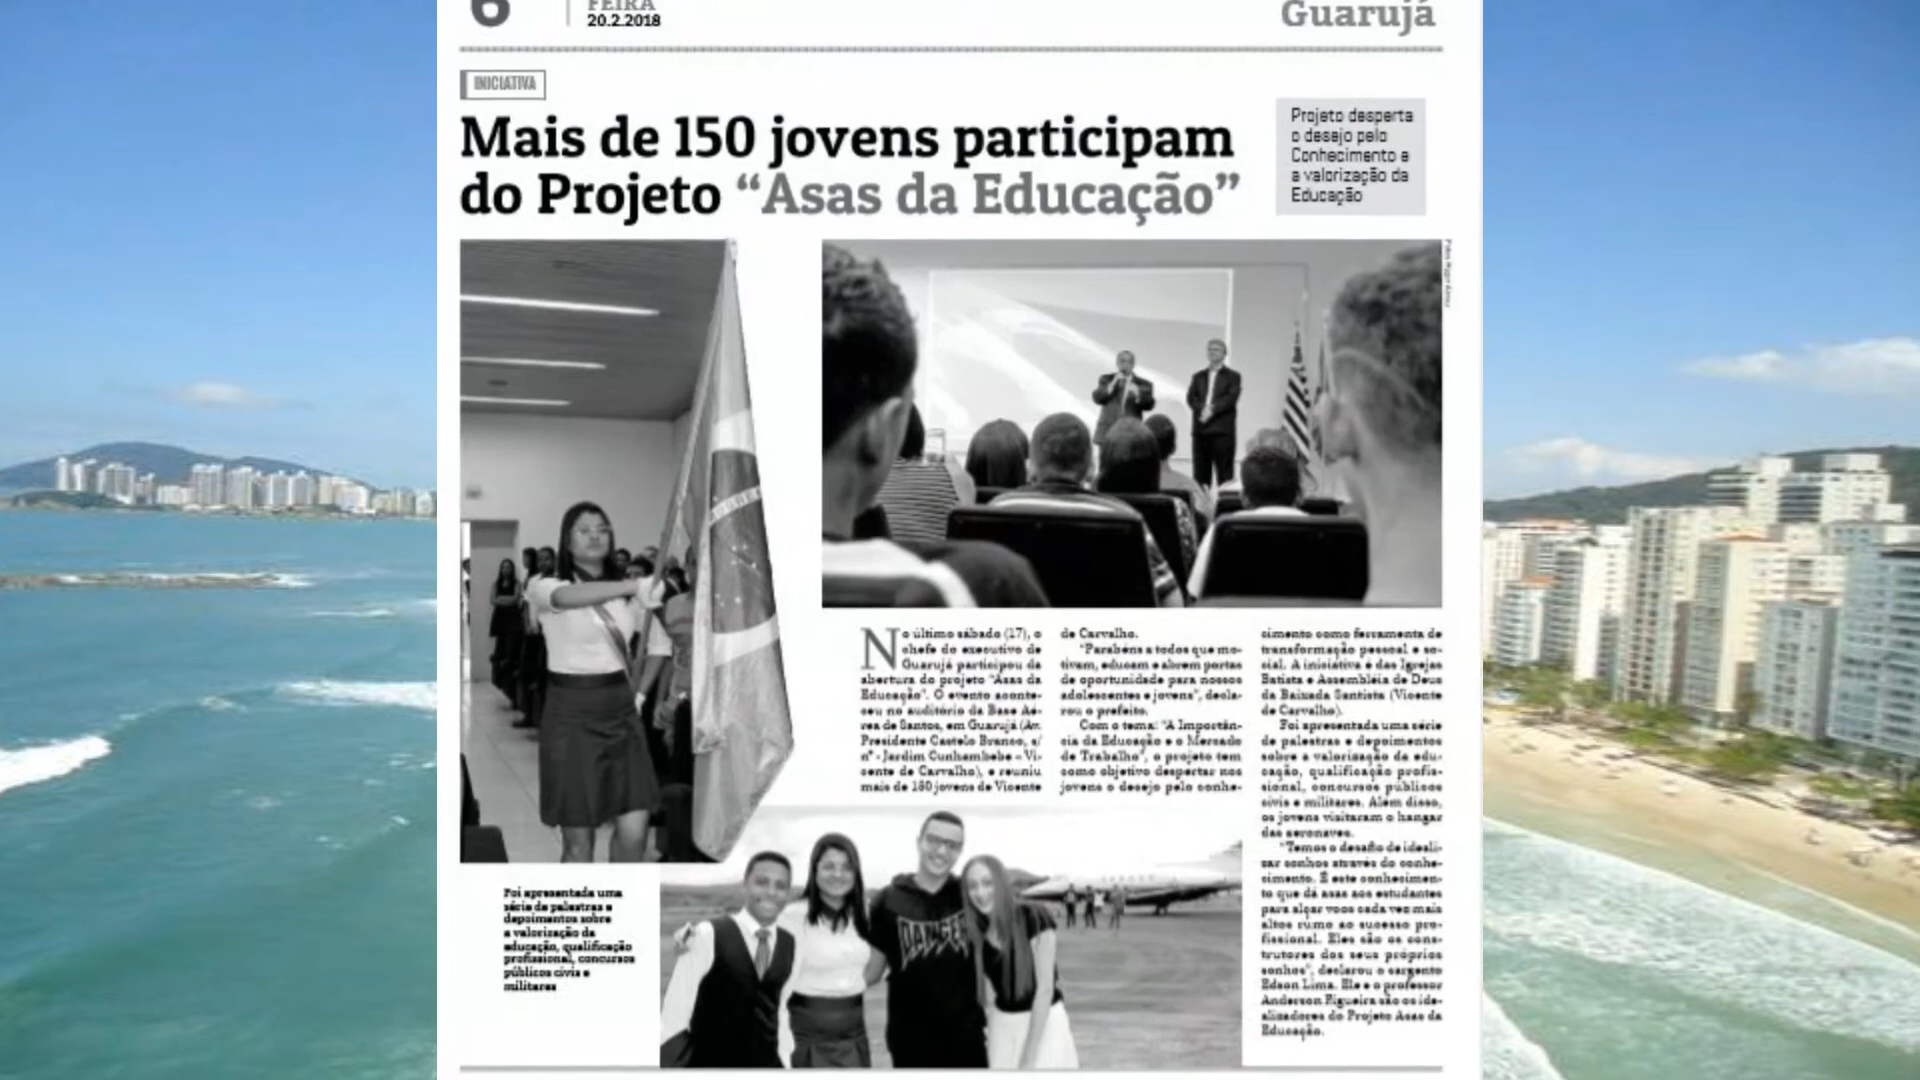 6
FEIRA
20.2.2018
Guarujá
INICIATIVA
Mais de 150 jovens participam
do Projeto “Asas da Educação”
Projeto desperta
o desejo pelo
Conhecimento e
a valorização da
Educação
No último sábado (17), o
chefe do executivo de
Guarujá participou da
abertura do projeto “Asas da
Educação”. O evento aconte-
ceu no auditório da Base Aé-
rea de Santos, em Guarujá (Av.
Presidente Castelo Branco, s/
nº - Jardim Cunhambebe – Vi-
cente de Carvalho), e reuniu
mais de 150 jovens de Vicente
de Carvalho.
“Parabéns a todos que mo-
tivam, educam e abrem portas
de oportunidade para nossos
adolescentes e jovens”, decla-
rou o prefeito.
Com o tema: “A Importân-
cia da Educação e o Mercado
de Trabalho”, o projeto tem
como objetivo despertar nos
jovens o desejo pelo conhe-
cimento como ferramenta de
transformação pessoal e so-
cial. A iniciativa é das Igrejas
Batista e Assembléia de Deus
da Baixada Santista (Vicente
de Carvalho).
Foi apresentada uma série
de palestras e depoimentos
sobre a valorização da edu-
cação, qualificação profis-
sional, concursos públicos
civis e militares. Além disso,
os jovens visitaram o hangar
das aeronaves.
“Temos o desafio de ideali-
zar sonhos através do conhe-
cimento. É este conhecimen-
to que dá asas aos estudantes
para alçar voos cada vez mais
altos rumo ao sucesso pro-
fissional. Eles são os cons-
trutores dos seus próprios
sonhos”, declarou o sargento
Edson Lima. Ele e o professor
Anderson Figueira são os ide-
alizadores do Projeto Asas da
Educação.
Foi apresentada uma
série de palestras e
depoimentos sobre
a valorização da
educação, qualificação
profissional, concursos
públicos civis e
militares
DANGER